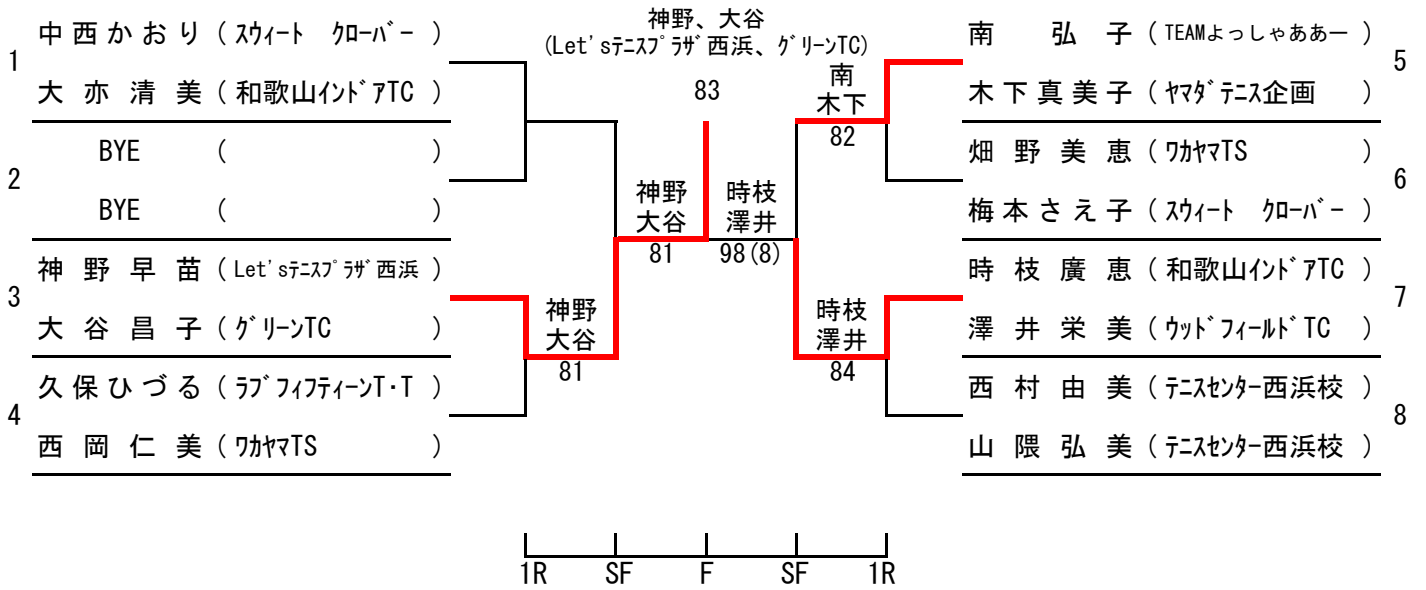 神野、大谷
(Let'sﾃﾆｽﾌﾟﾗｻﾞ西浜、ｸﾞﾘｰﾝTC)
83
1
中西かおり（ｽｳｨｰﾄ　ｸﾛｰﾊﾞｰ）
大亦清美（和歌山ｲﾝﾄﾞｱTC）
2
BYE （ ）
BYE （ ）
3
神野早苗（Let'sﾃﾆｽﾌﾟﾗｻﾞ西浜）
大谷昌子（ｸﾞﾘｰﾝTC）
4
久保ひづる（ﾗﾌﾞﾌｨﾌﾃｨｰﾝT･T）
西岡仁美（ﾜｶﾔﾏTS）
神野
大谷
81
神野
大谷
81
時枝
澤井
98(8)
南
木下
82
時枝
澤井
84
南弘子（TEAMよっしゃああー）
木下真美子（ﾔﾏﾀﾞﾃﾆｽ企画）
5
畑野美恵（ﾜｶﾔﾏTS）
梅本さえ子（ｽｳｨｰﾄ　ｸﾛｰﾊﾞｰ）
6
時枝廣恵（和歌山ｲﾝﾄﾞｱTC）
澤井栄美（ｳｯﾄﾞﾌｨｰﾙﾄﾞTC）
7
西村由美（ﾃﾆｽｾﾝﾀｰ西浜校）
山隈弘美（ﾃﾆｽｾﾝﾀｰ西浜校）
8
1R SF F SF 1R